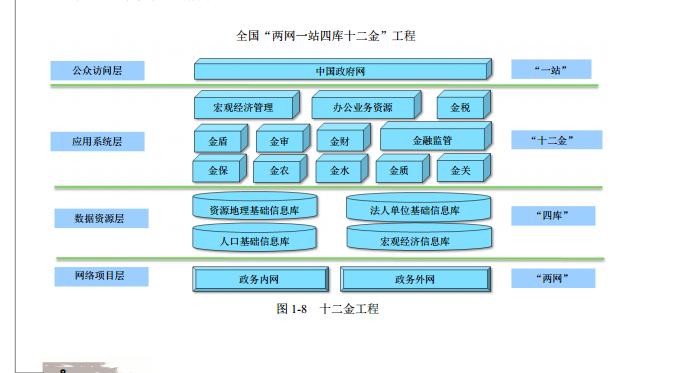 全国“两网一站四库十二金”工程
公众访问层 中国政府网 “一站”
宏观经济管理 办公业务资源 金税
应用系统层 金盾 金审 金财 金融监管 “十二金”
金保 金农 金水 金质 金关
资源地理基础信息库 法人单位基础信息库
数据资源层 “四库”
人口基础信息库 宏观经济信息库
网络项目层 政务内网 政务外网 “两网”
图 1-8 十二金工程